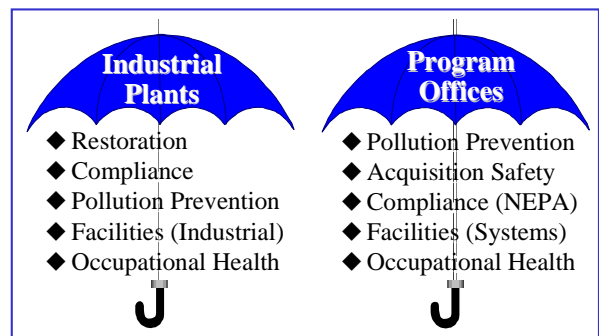 Industrial
Plants
◆ Restoration
◆ Compliance
◆ Pollution Prevention
◆ Facilities (Industrial)
◆ Occupational Health
Program
Offices
◆ Pollution Prevention
◆ Acquisition Safety
◆ Compliance (NEPA)
◆ Facilities (Systems)
◆ Occupational Health